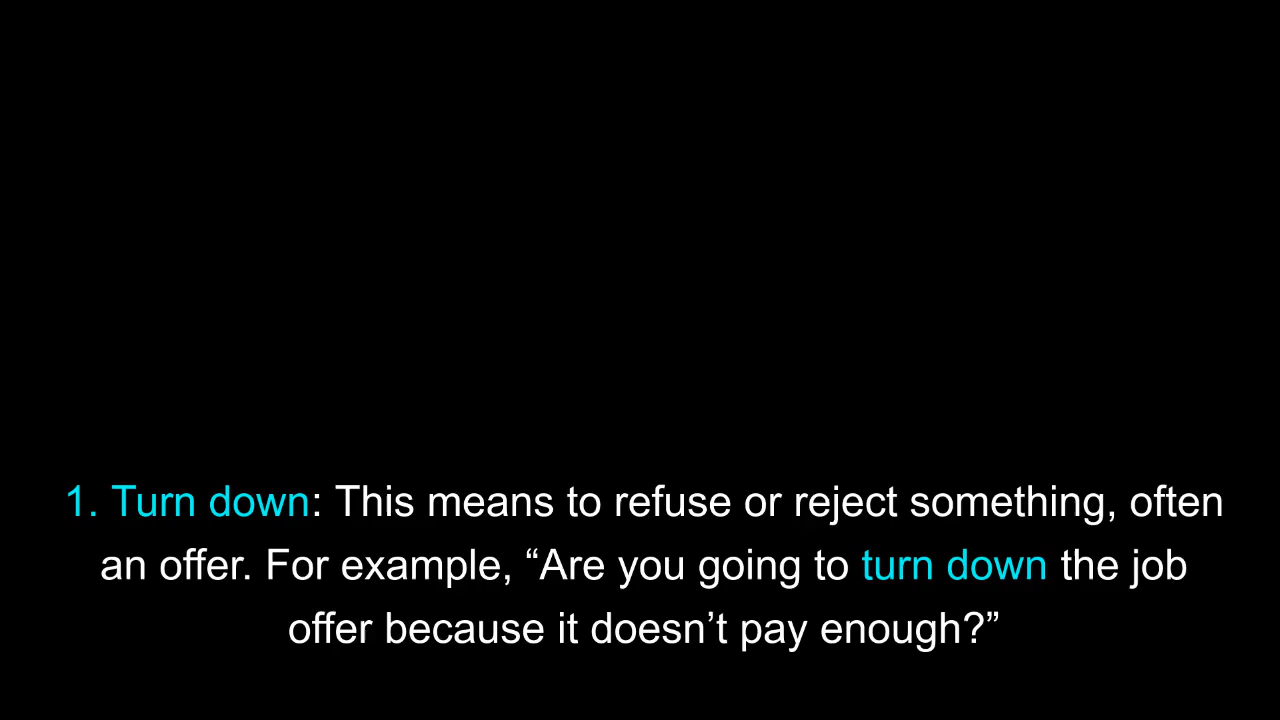 1. Turn down: This means to refuse or reject something, often
an offer. For example, “Are you going to turn down the job
offer because it doesn’t pay enough?”